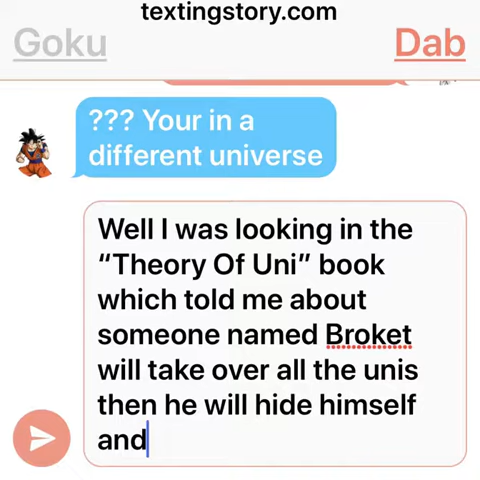 textingstory.com
Goku
Dab
??? Your in a
different universe
Well I was looking in the
“Theory Of Uni” book
which told me about
someone named Broket
will take over all the unis
then he will hide himself
and